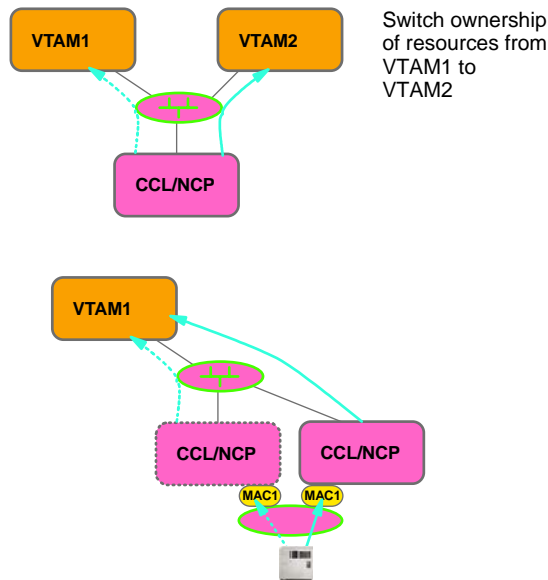 VTAM1
VTAM2
Switch ownership
of resources from
VTAM1 to
VTAM2
CCL/NCP
VTAM1
CCL/NCP
CCL/NCP
MAC1
MAC1